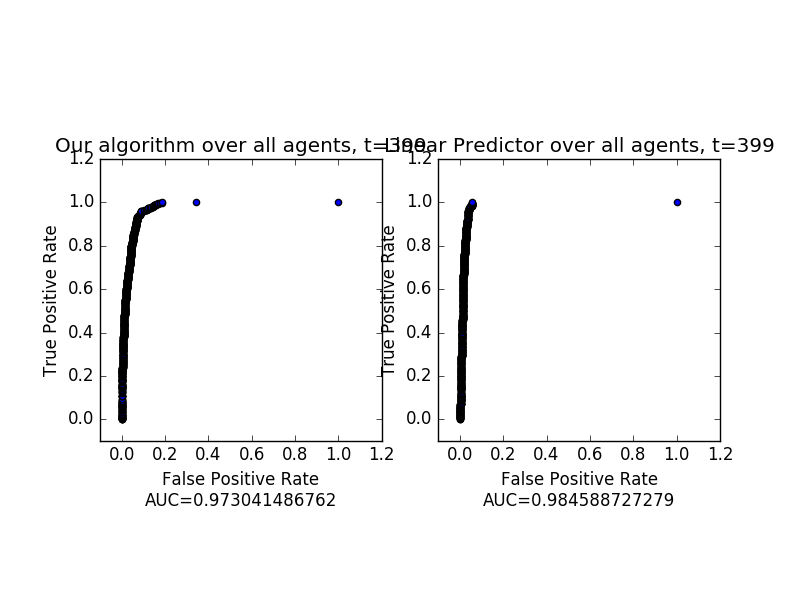 Our algorithm over all agents, t=399
Linear Predictor over all agents, t=399
True Positive Rate
1.2
1.0
0.8
0.6
0.4
0.2
0.0
0.0 0.2 0.4 0.6 0.8 1.0 1.2
False Positive Rate
AUC=0.973041486762
True Positive Rate
1.2
1.0
0.8
0.6
0.4
0.2
0.0
0.0 0.2 0.4 0.6 0.8 1.0 1.2
False Positive Rate
AUC=0.984588727279